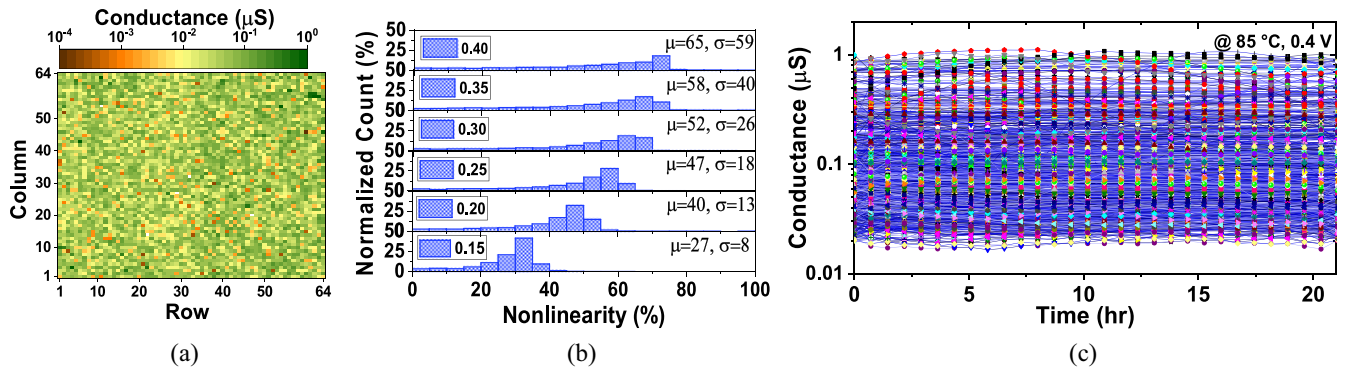 Conductance (μS)
10⁻⁴ 10⁻³ 10⁻² 10⁻¹ 10⁰
Column
64
50
40
30
20
10
1
1 10 20 30 40 50 64
Row
(a)
Normalized Count (%)
50
25
50
25
50
25
50
25
50
25
50
25
0
0.40
μ=65, σ=59
0.35
μ=58, σ=40
0.30
μ=52, σ=26
0.25
μ=47, σ=18
0.20
μ=40, σ=13
0.15
μ=27, σ=8
0 20 40 60 80 100
Nonlinearity (%)
(b)
Conductance (μS)
1
0.1
0.01
@ 85 °C, 0.4 V
0 5 10 15 20
Time (hr)
(c)